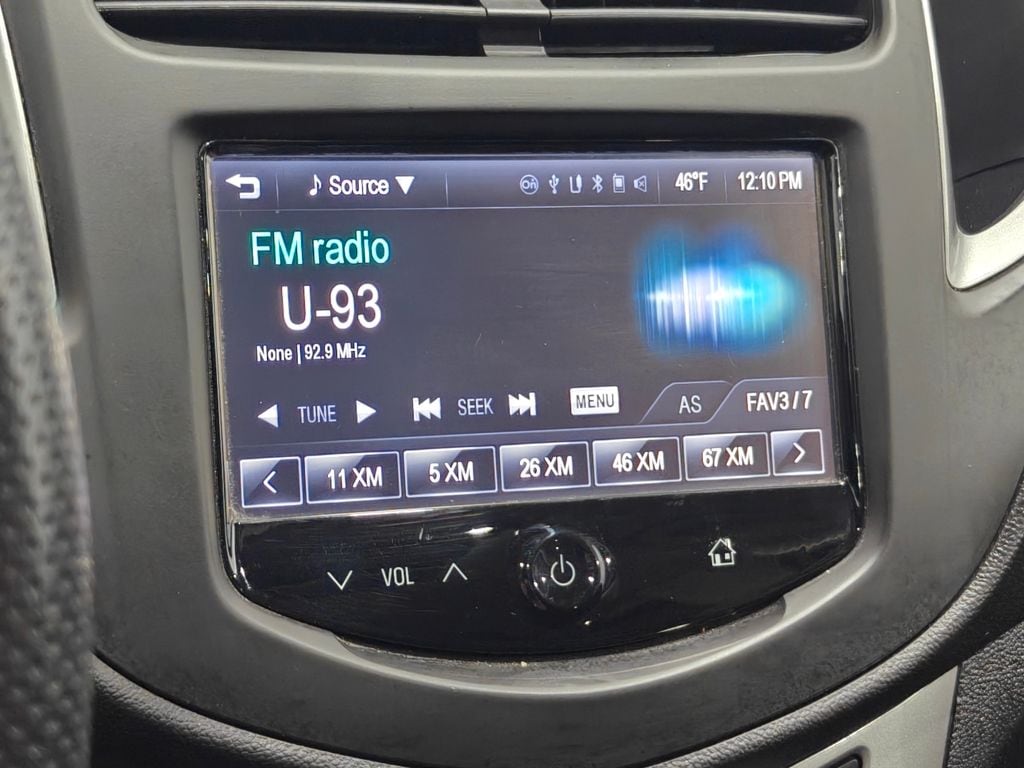 Source 46°F 12:10 PM
FM radio
U-93
None | 92.9 MHz
TUNE SEEK MENU AS FAV3 / 7
11 XM 5 XM 26 XM 46 XM 67 XM
VOL